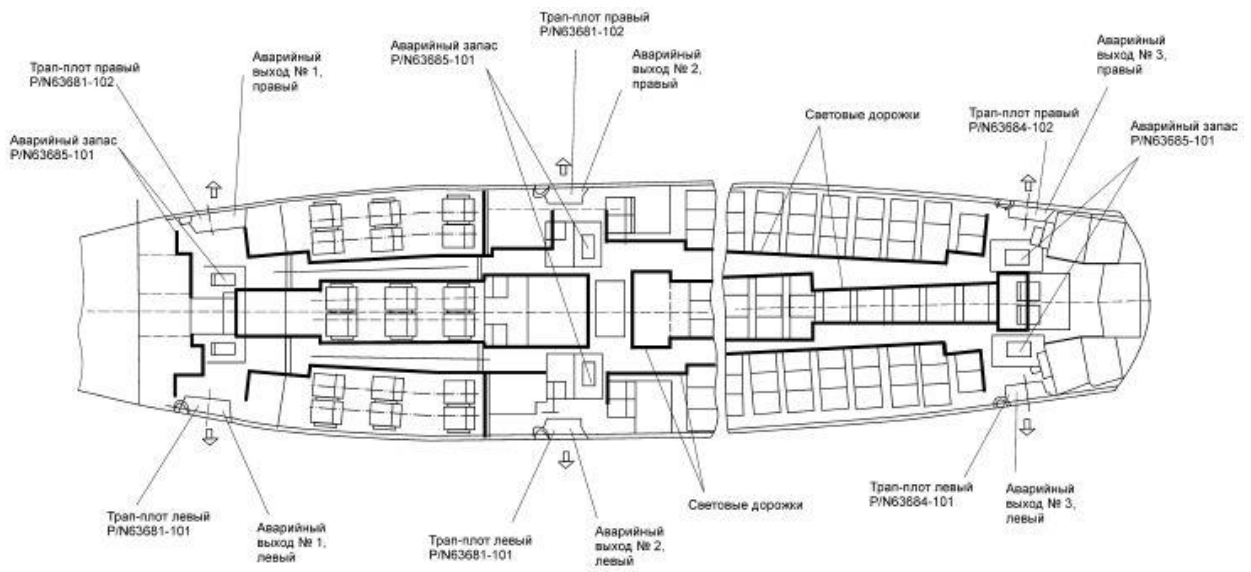 Трап-плот правый
P/N63681-102
Аварийный запас
P/N63685-101
Аварийный
выход № 2,
правый
Аварийный
выход № 3,
правый
Аварийный
выход № 1,
правый
Трап-плот правый
P/N63681-102
Световые дорожки
Трап-плот правый
P/N63684-102
Аварийный запас
P/N63685-101
Аварийный запас
P/N63685-101
Трап-плот левый
P/N63681-101
Аварийный
выход № 1,
левый
Трап-плот левый
P/N63681-101
Аварийный
выход № 2,
левый
Световые дорожки
Трап-плот левый
P/N63684-101
Аварийный
выход № 3,
левый